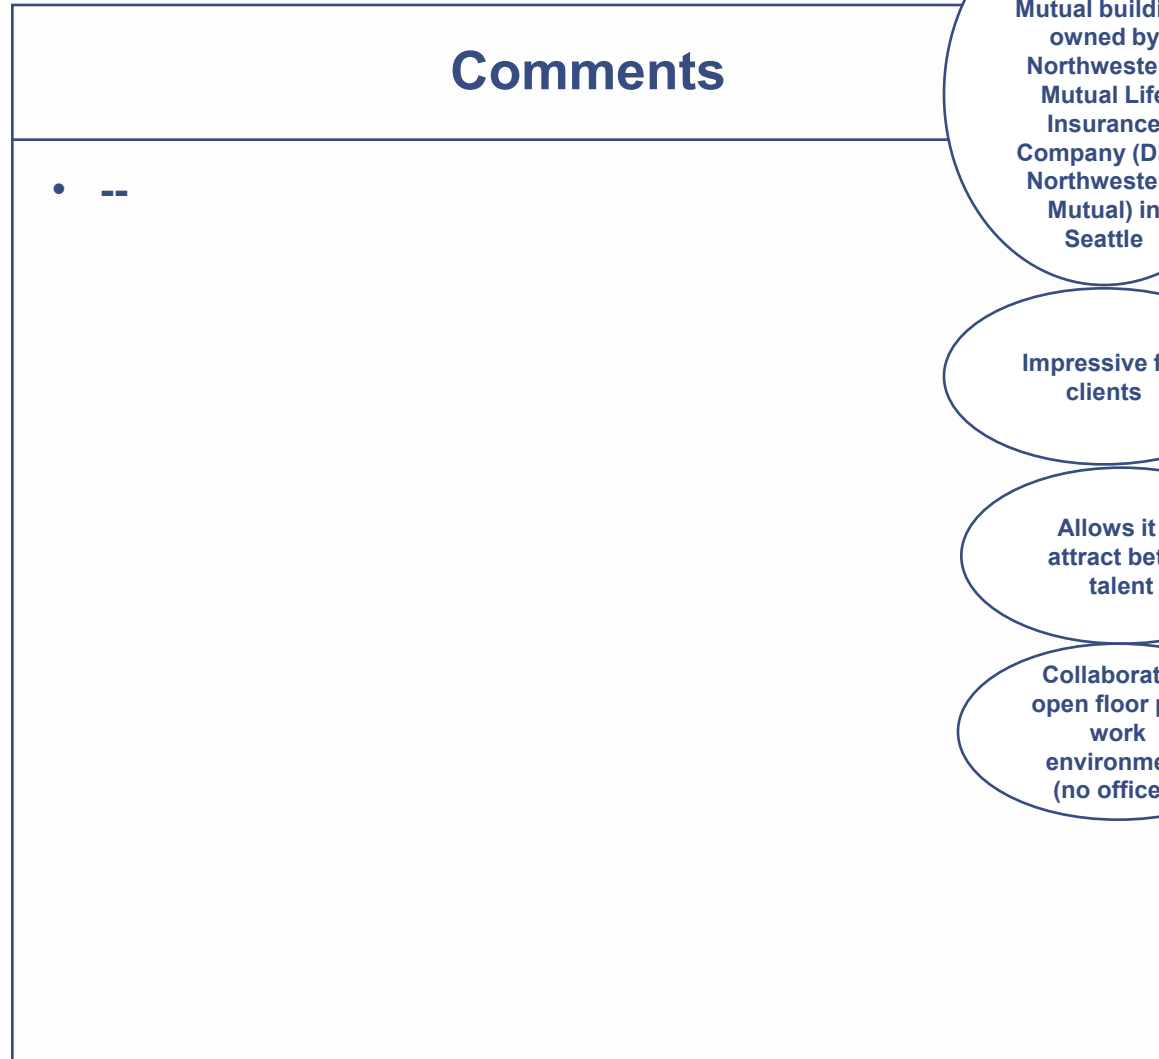 Comments
• --
Mutual buildi
owned by
Northweste
Mutual Life
Insurance
Company (D
Northweste
Mutual) in
Seattle
Impressive f
clients
Allows it
attract bet
talent
Collaborat
open floor p
work
environme
(no office